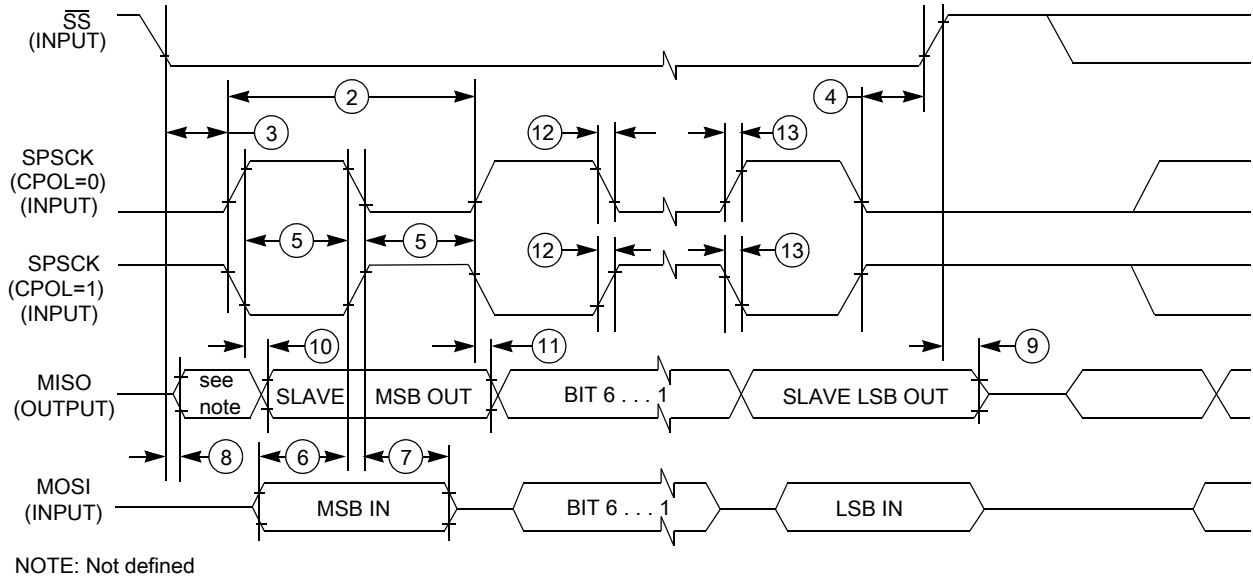 SS
(INPUT)
2
4
3
12
13
SPSCK
(CPOL=0)
(INPUT)
5
5
SPSCK
(CPOL=1)
(INPUT)
12
13
10
11
9
MISO
(OUTPUT)
see
note
SLAVE
MSB OUT
BIT 6 . . . 1
SLAVE LSB OUT
8
6
7
MOSI
(INPUT)
MSB IN
BIT 6 . . . 1
LSB IN
NOTE: Not defined